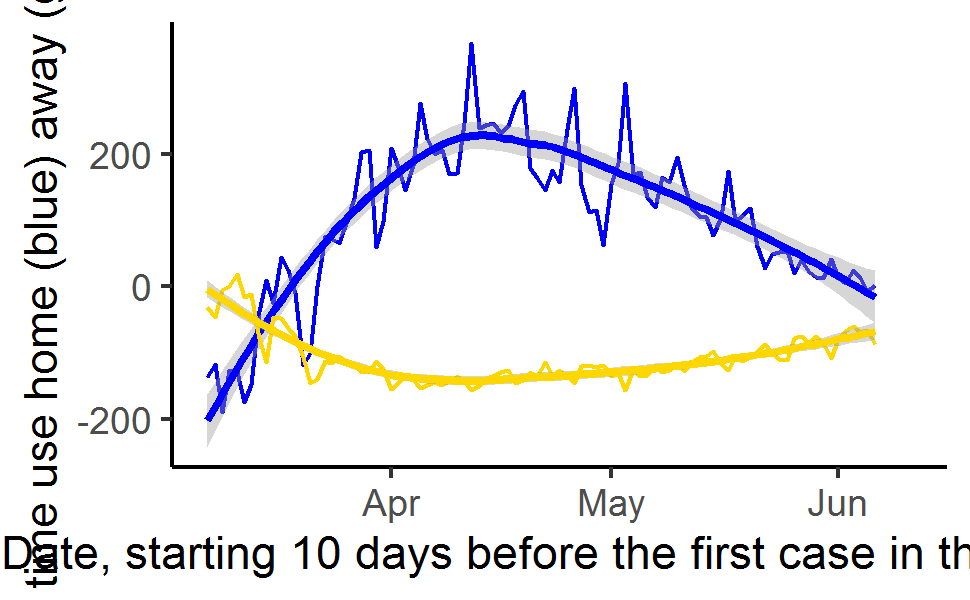 time use home (blue) away (
200
0
-200
Apr May Jun
Date, starting 10 days before the first case in th